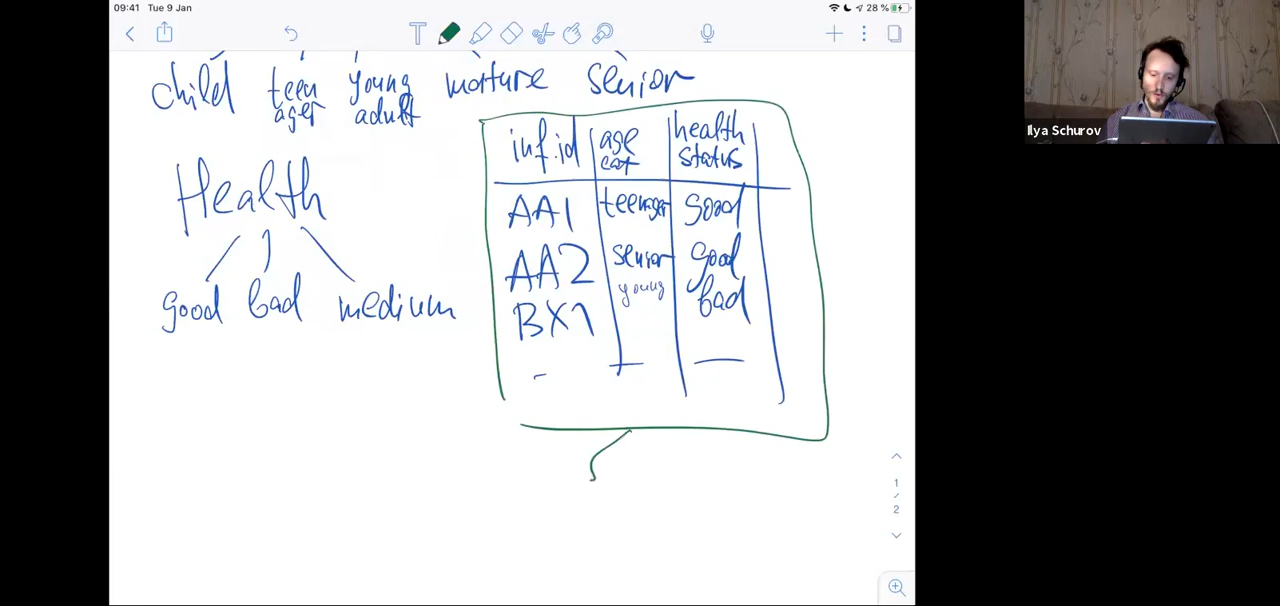 09:41 Tue 9 Jan
28 %
child teen ager young adult mature senior
inf.id age cat health status
Health
AA1 teenager good
AA2 senior good
BX1 young bad
good bad medium
1
2
Ilya Schurov